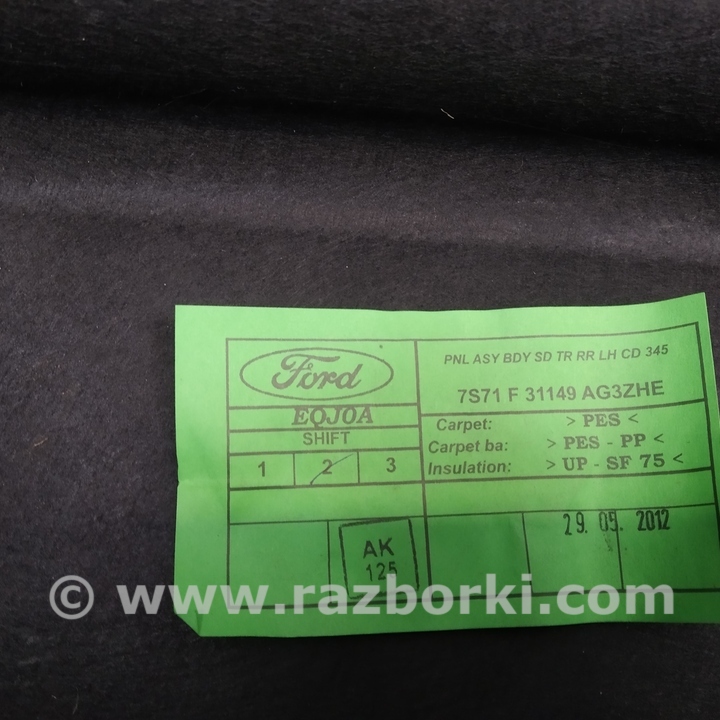 Ford
EQJ0A
SHIFT
1 2 3
PNL ASY BDY SD TR RR LH CD 345
7S71 F 31149 AG3ZHE
Carpet: > PES <
Carpet ba: > PES - PP <
Insulation: > UP - SF 75 <
29. 05. 2012
AK
125
© www.razborki.com